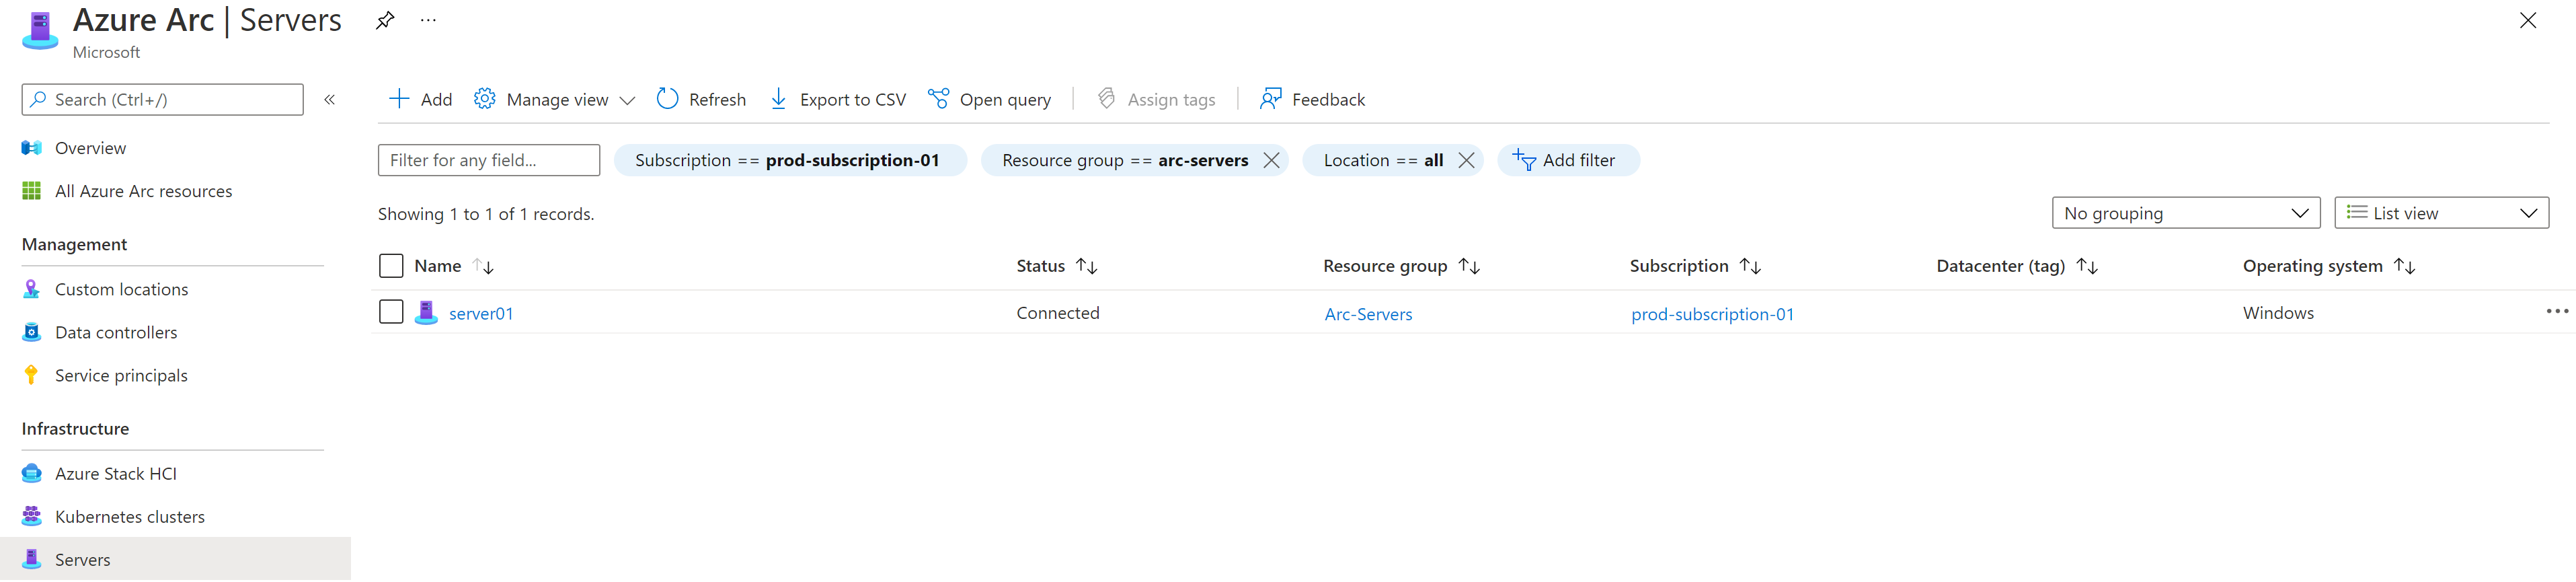 Azure Arc | Servers
Microsoft
Search (Ctrl+/)
Overview
All Azure Arc resources
Management
Custom locations
Data controllers
Service principals
Infrastructure
Azure Stack HCI
Kubernetes clusters
Servers
Add Manage view Refresh Export to CSV Open query Assign tags Feedback
Filter for any field... Subscription == prod-subscription-01 Resource group == arc-servers Location == all Add filter
Showing 1 to 1 of 1 records. No grouping List view
Name Status Resource group Subscription Datacenter (tag) Operating system
server01 Connected Arc-Servers prod-subscription-01 Windows